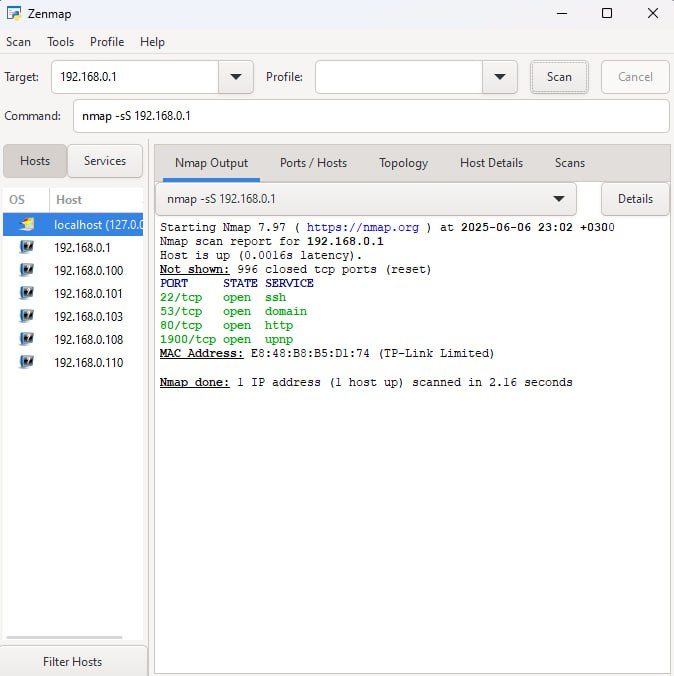 Zenmap
Scan Tools Profile Help
Target: 192.168.0.1 Profile: Scan Cancel
Command: nmap -sS 192.168.0.1
Hosts Services
OS Host
localhost (127.0.0
192.168.0.1
192.168.0.100
192.168.0.101
192.168.0.103
192.168.0.108
192.168.0.110
Filter Hosts
Nmap Output Ports / Hosts Topology Host Details Scans
nmap -sS 192.168.0.1 Details
Starting Nmap 7.97 ( https://nmap.org ) at 2025-06-06 23:02 +0300
Nmap scan report for 192.168.0.1
Host is up (0.0016s latency).
Not shown: 996 closed tcp ports (reset)
PORT STATE SERVICE
22/tcp open ssh
53/tcp open domain
80/tcp open http
1900/tcp open upnp
MAC Address: E8:48:B8:B5:D1:74 (TP-Link Limited)
Nmap done: 1 IP address (1 host up) scanned in 2.16 seconds